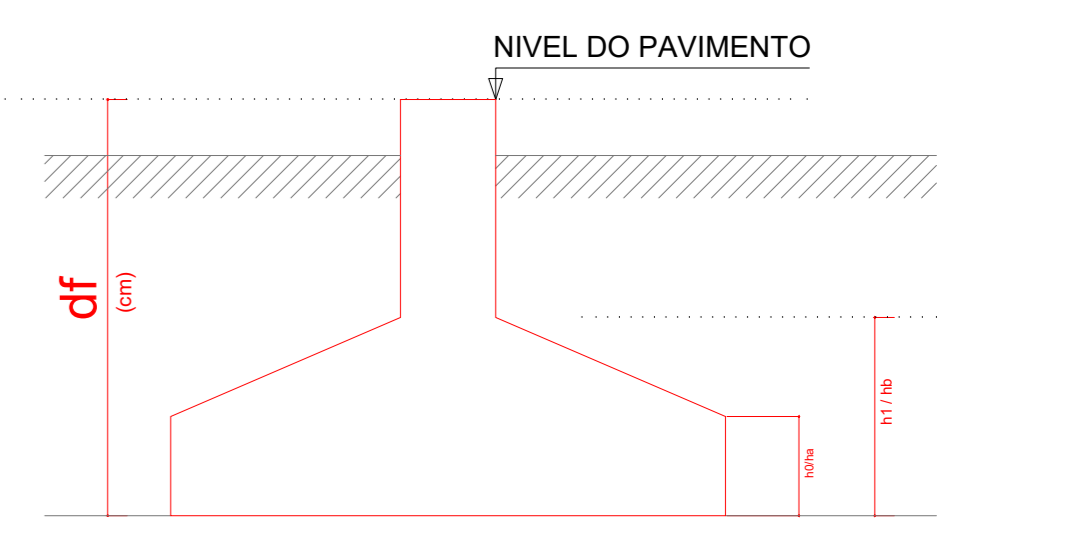 NIVEL DO PAVIMENTO
df
(cm)
h1 / hb
h0/ha